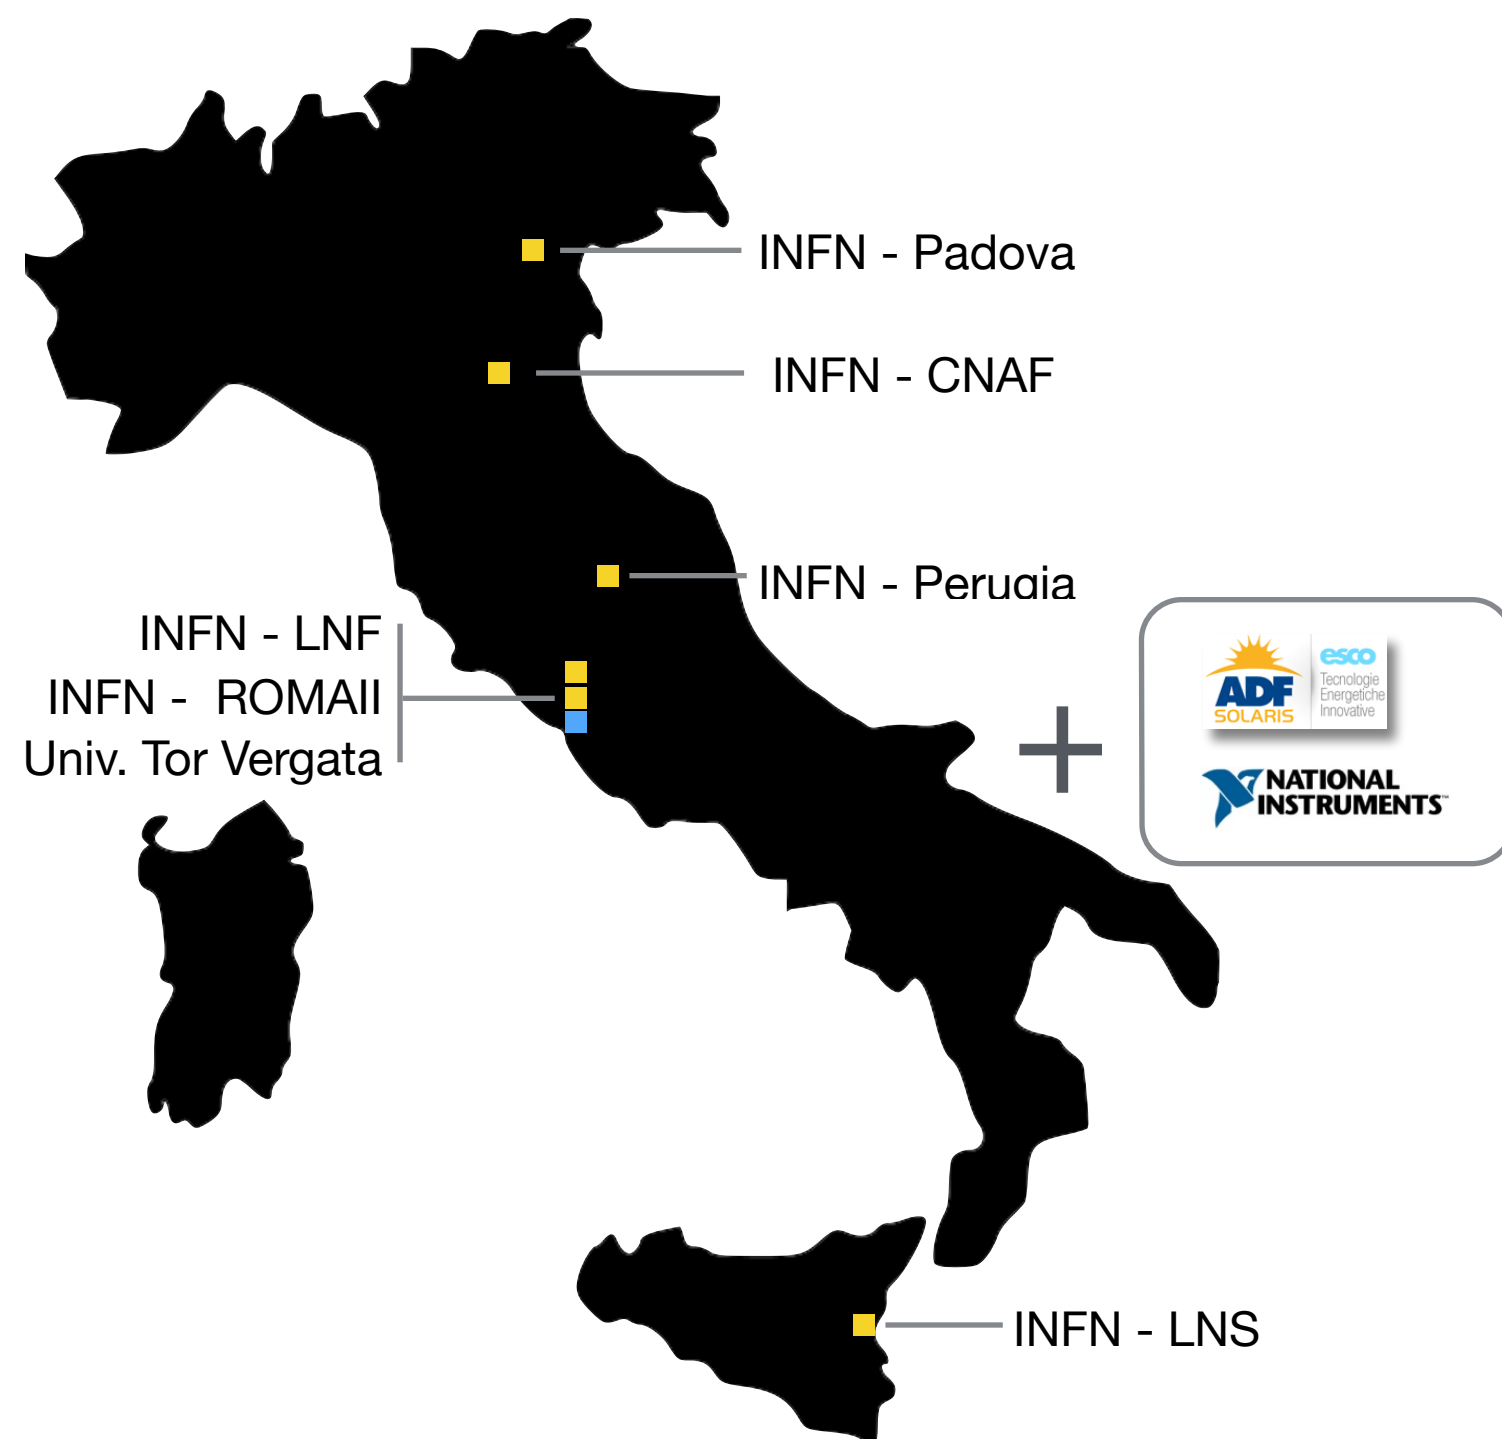 INFN - Padova
INFN - CNAF
INFN - Perugia
INFN - LNF
INFN - ROMAII
Univ. Tor Vergata
ADF
SOLARIS
esco
Tecnologie
Energetiche
Innovative
NATIONAL
INSTRUMENTS™
INFN - LNS